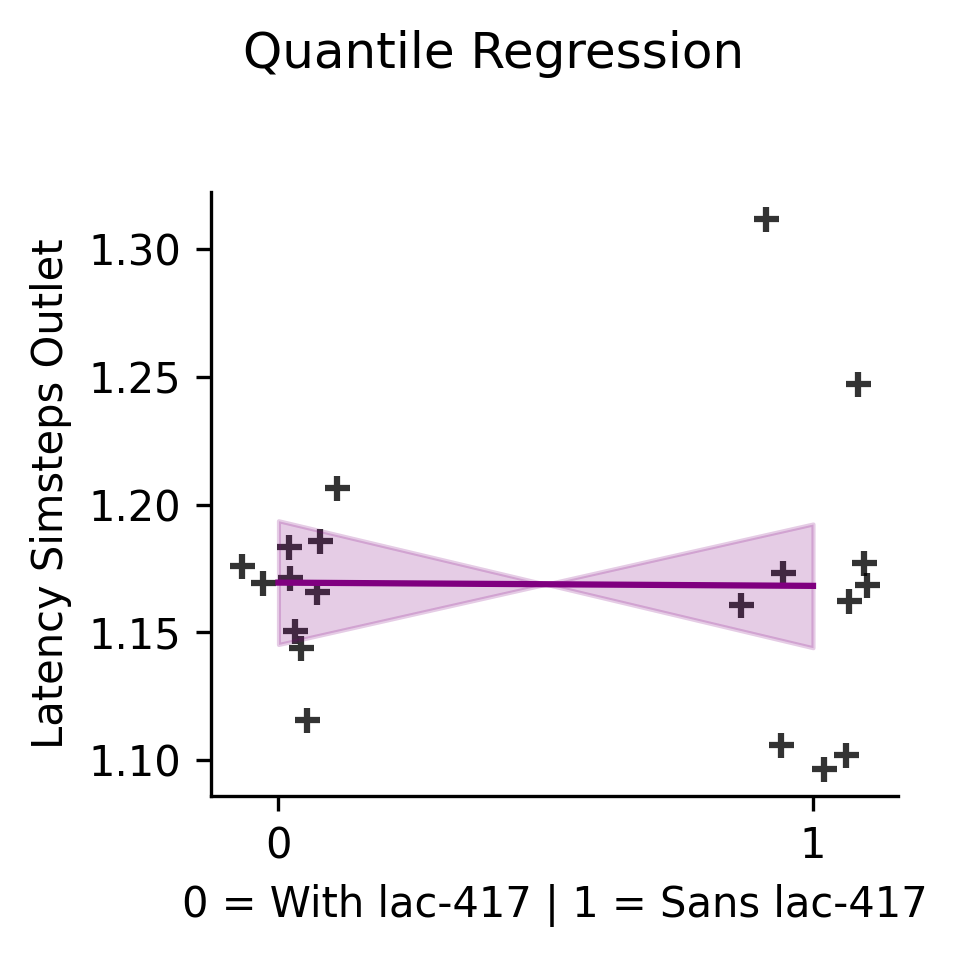 Quantile Regression
Latency Simsteps Outlet
1.30
1.25
1.20
1.15
1.10
0
1
0 = With lac-417 | 1 = Sans lac-417